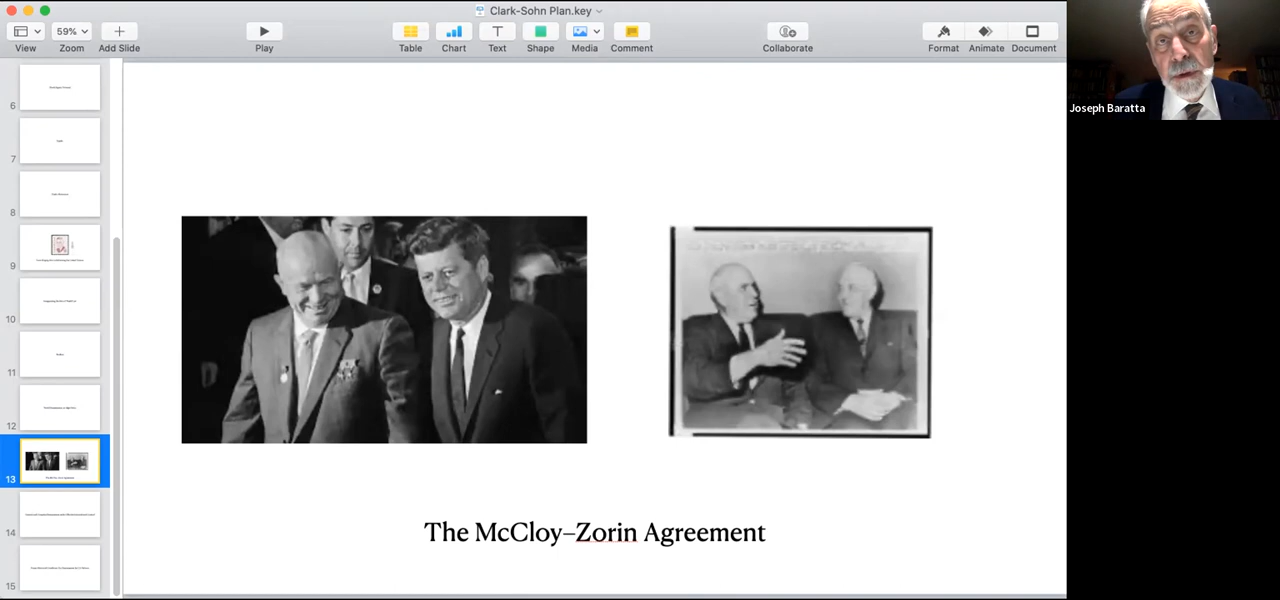 Clark-Sohn Plan.key
59%
View
Zoom
Add Slide
Play
Table
Chart
Text
Shape
Media
Comment
Collaborate
Format
Animate
Document
Joseph Baratta
6
7
8
9
10
11
12
13
14
15
The McCloy–Zorin Agreement